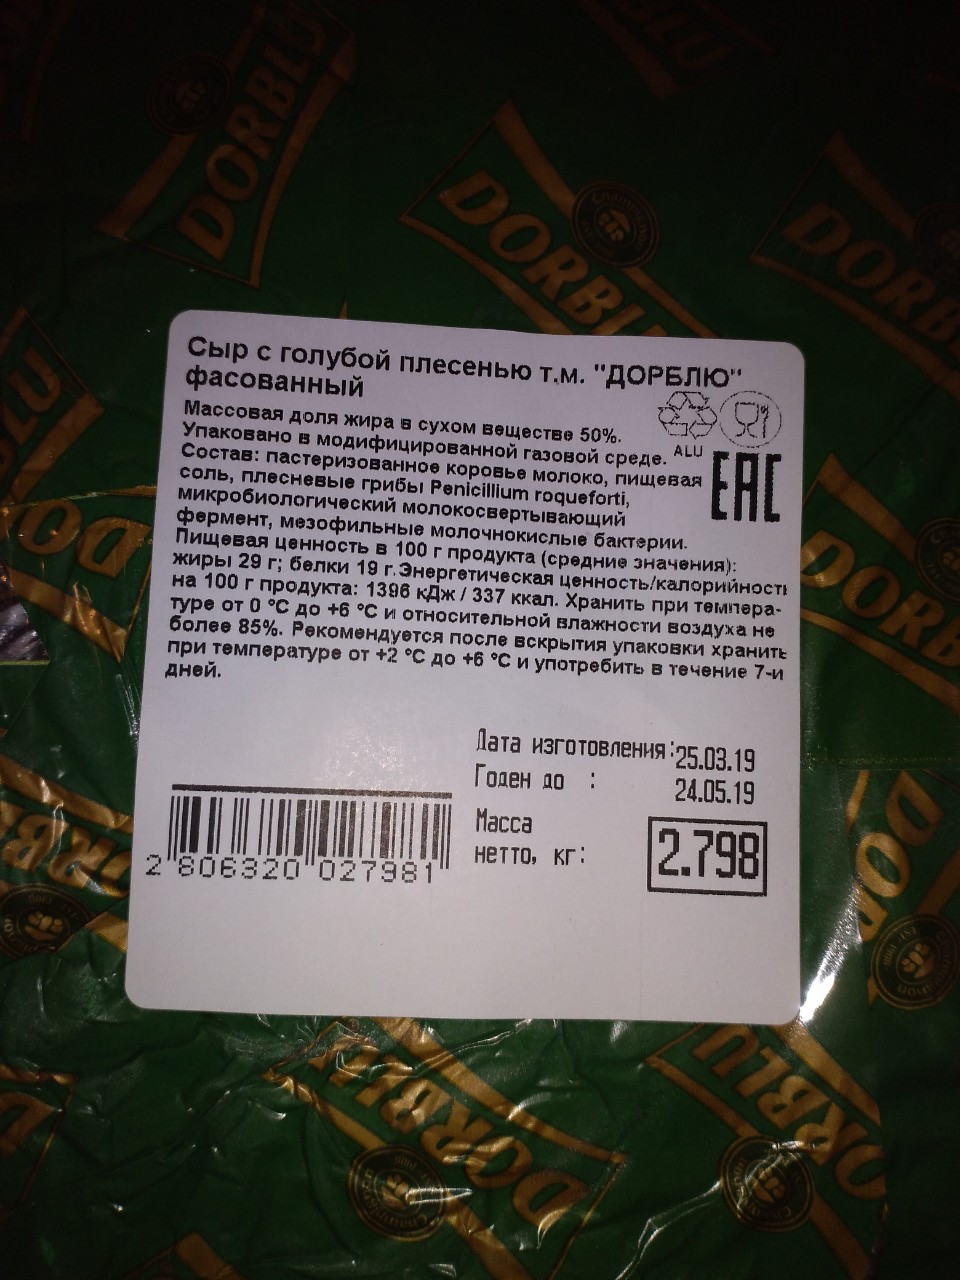 DORBLU
DORBLU
DORBLU
DORBLU
Сыр с голубой плесенью т.м. "ДОРБЛЮ"
фасованный
Массовая доля жира в сухом веществе 50%.
Упаковано в модифицированной газовой среде. ALU
Состав: пастеризованное коровье молоко, пищевая
соль, плесневые грибы Penicillium roqueforti,
EAC
микробиологический молокосвертывающий
фермент, мезофильные молочнокислые бактерии.
Пищевая ценность в 100 г продукта (средние значения):
жиры 29 г; белки 19 г.Энергетическая ценность/калорийность
на 100 г продукта: 1396 кДж / 337 ккал. Хранить при темпера-
туре от 0 °C до +6 °C и относительной влажности воздуха не
более 85%. Рекомендуется после вскрытия упаковки хранить
при температуре от +2 °C до +6 °C и употребить в течение 7-и
дней.
Дата изготовления:25.03.19
Годен до : 24.05.19
Масса
нетто, кг: 2.798
2 806320 027981
DORBLU
DORBLU